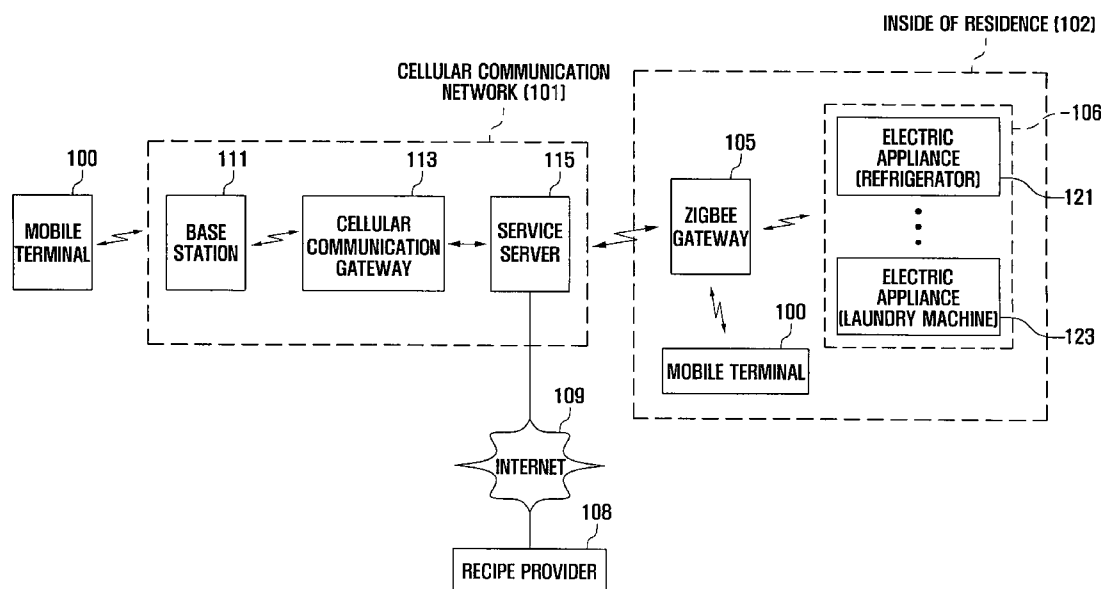 INSIDE OF RESIDENCE (102)
CELLULAR COMMUNICATION
NETWORK (101)
106
100
111
113
115
105
MOBILE
TERMINAL
BASE
STATION
CELLULAR
COMMUNICATION
GATEWAY
SERVICE
SERVER
ZIGBEE
GATEWAY
ELECTRIC
APPLIANCE
(REFRIGERATOR)
121
ELECTRIC
APPLIANCE
(LAUNDRY MACHINE)
123
100
MOBILE TERMINAL
109
INTERNET
108
RECIPE PROVIDER